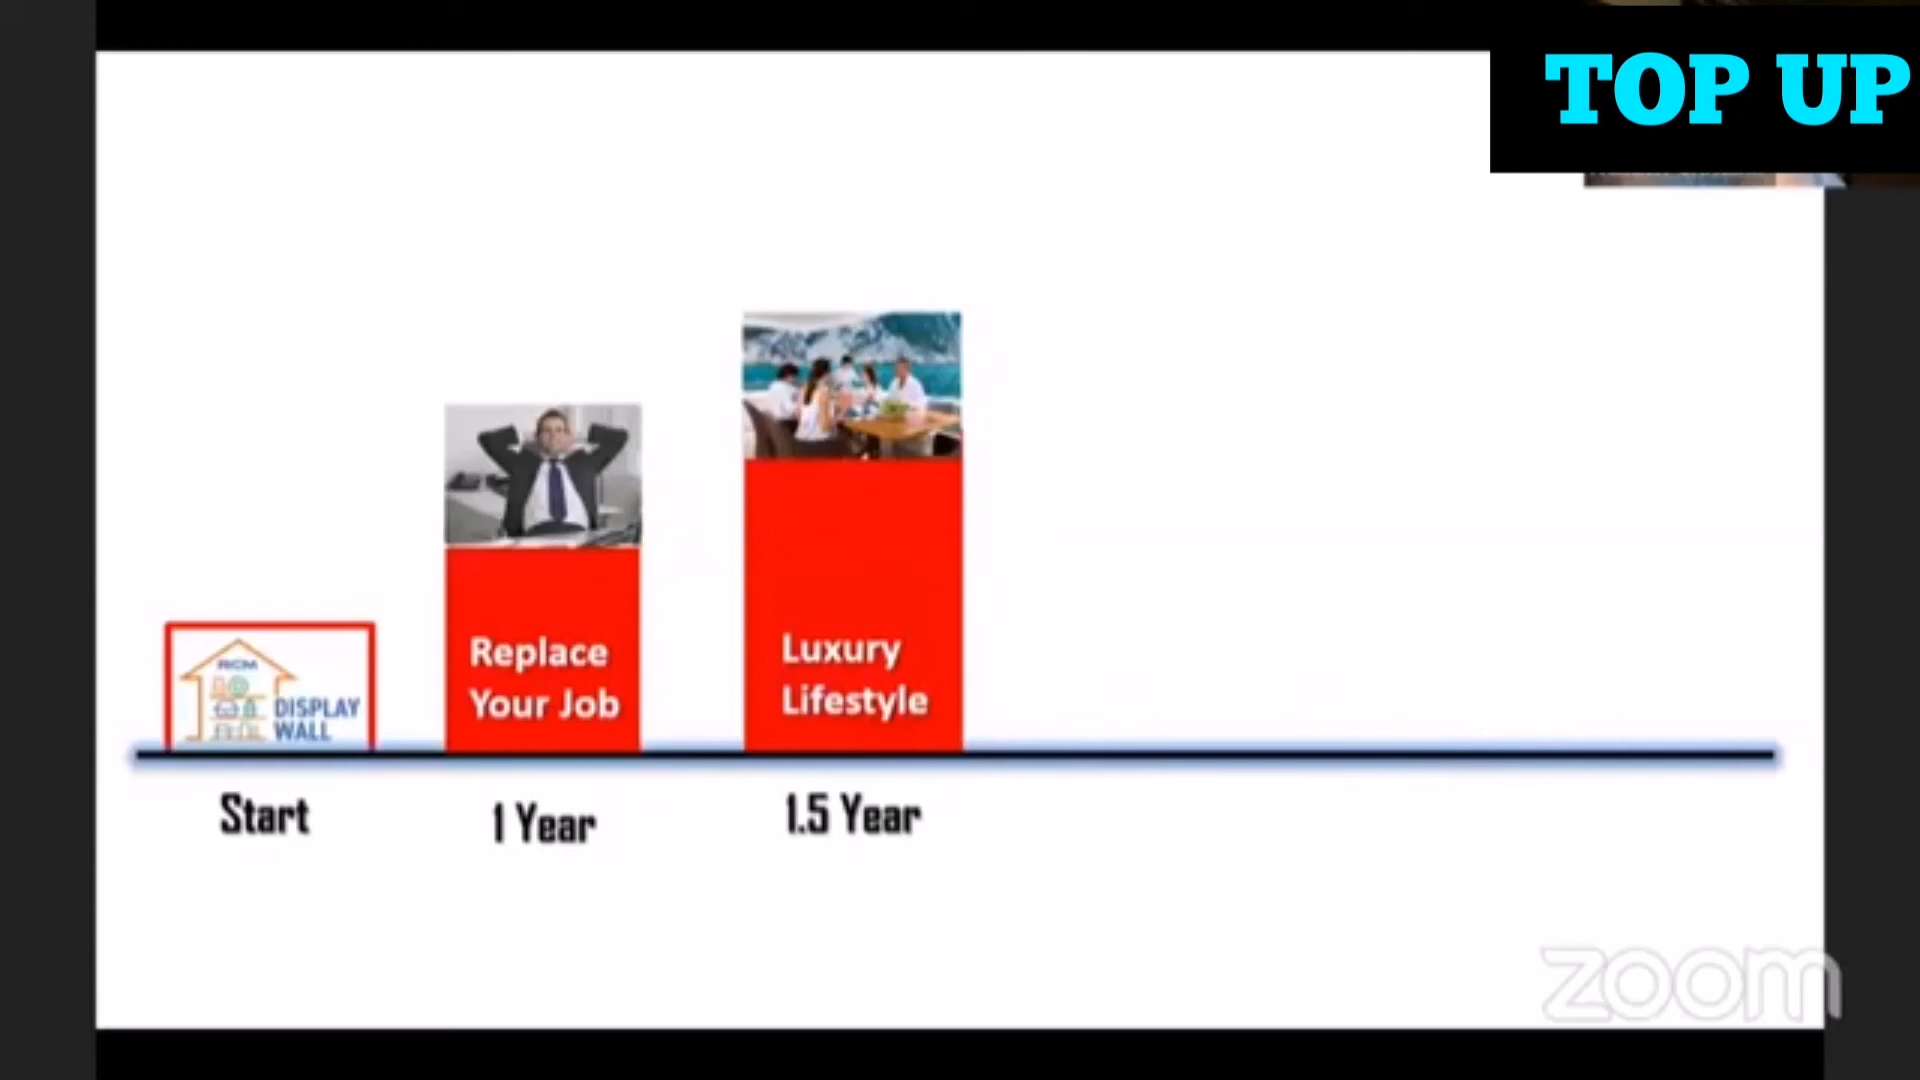 TOP UP
RCM
DISPLAY
WALL
Replace
Your Job
Luxury
Lifestyle
Start
1 Year
1.5 Year
zoom